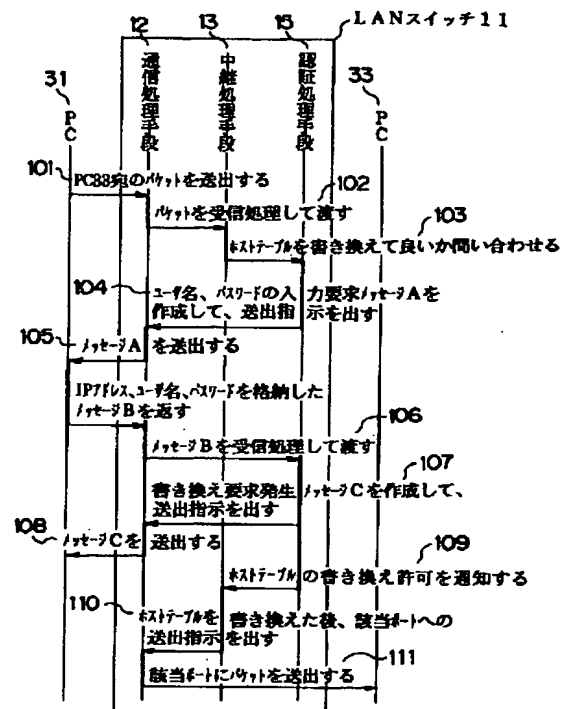 LANスイッチ11
12
13
15
31
PC
通信処理手段
中継処理手段
認証処理手段
33
PC
101
PC33宛のパケットを送出する
102
パケットを受信処理して渡す
103
ホストテーブルを書き換えて良いか問い合わせる
104
ユーザ名、パスワードの入力要求メッセージAを
作成して、送出指示を出す
105
メッセージAを送出する
IPアドレス、ユーザ名、パスワードを格納した
メッセージBを返す
106
メッセージBを受信処理して渡す
107
書き換え要求発生メッセージCを作成して、
送出指示を出す
108
メッセージCを送出する
109
ホストテーブルの書き換え許可を通知する
110
ホストテーブルを書き換えた後、該当ポートへの
送出指示を出す
111
該当ポートにパケットを送出する